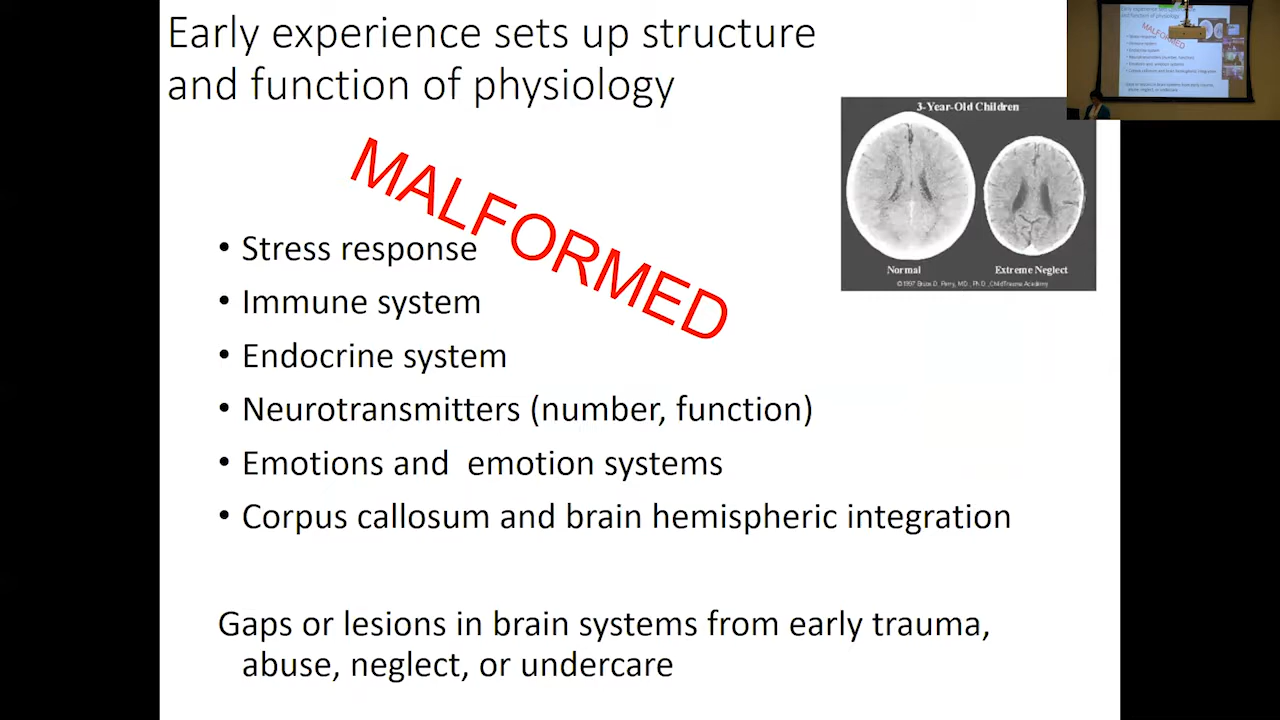 Early experience sets up structure
and function of physiology
MALFORMED
3-Year-Old Children
Normal
Extreme Neglect
©1997 Bruce D. Perry, M.D., Ph.D., ChildTrauma Academy
• Stress response
• Immune system
• Endocrine system
• Neurotransmitters (number, function)
• Emotions and  emotion systems
• Corpus callosum and brain hemispheric integration
Gaps or lesions in brain systems from early trauma,
abuse, neglect, or undercare